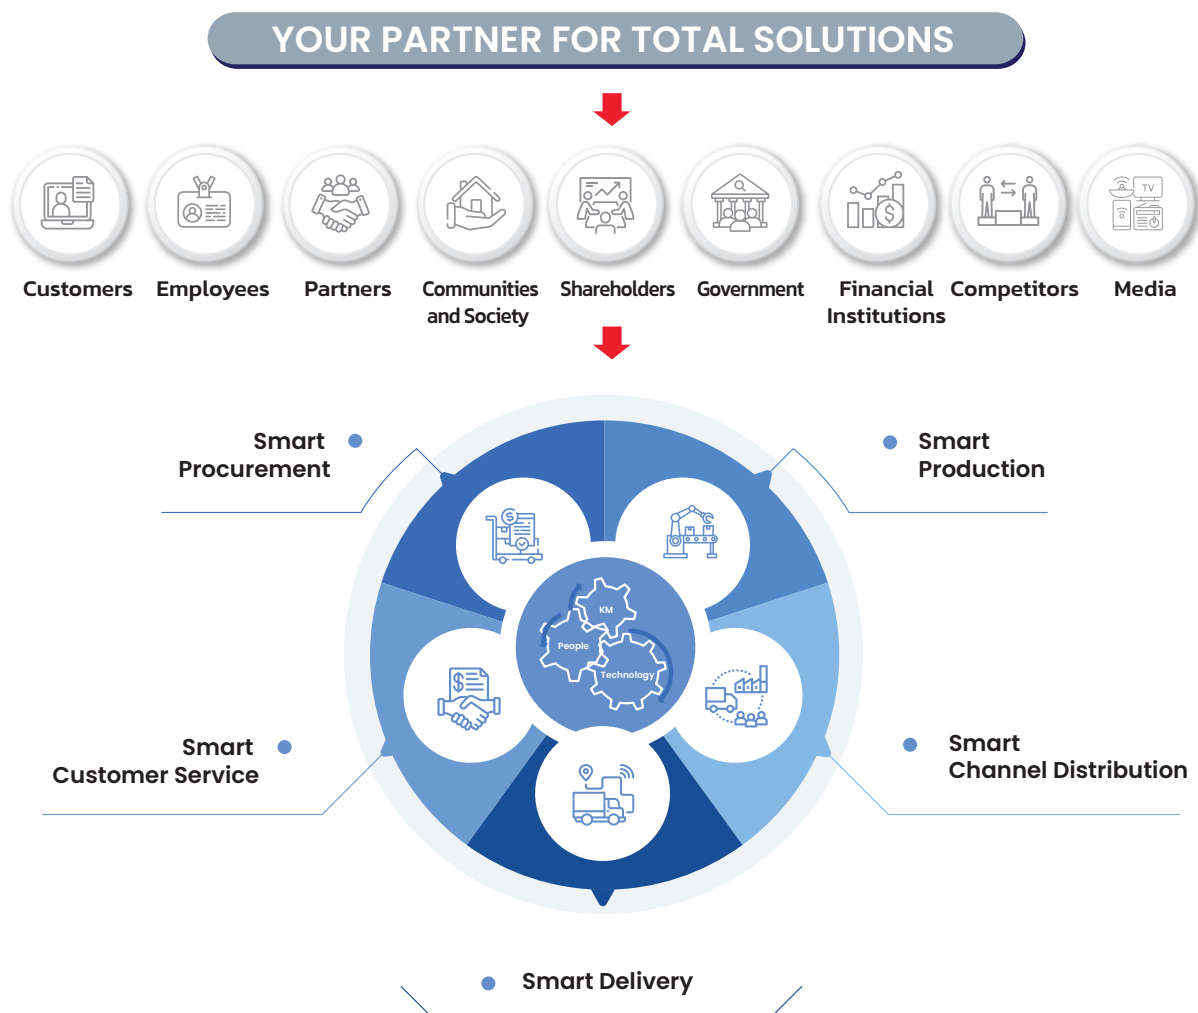 YOUR PARTNER FOR TOTAL SOLUTIONS
TV
Customers
Employees
Partners
Communities
and Society
Shareholders
Government
Financial
Institutions
Competitors
Media
Smart
Procurement
Smart
Production
KM
People
Technology
Smart
Customer Service
Smart
Channel Distribution
Smart Delivery